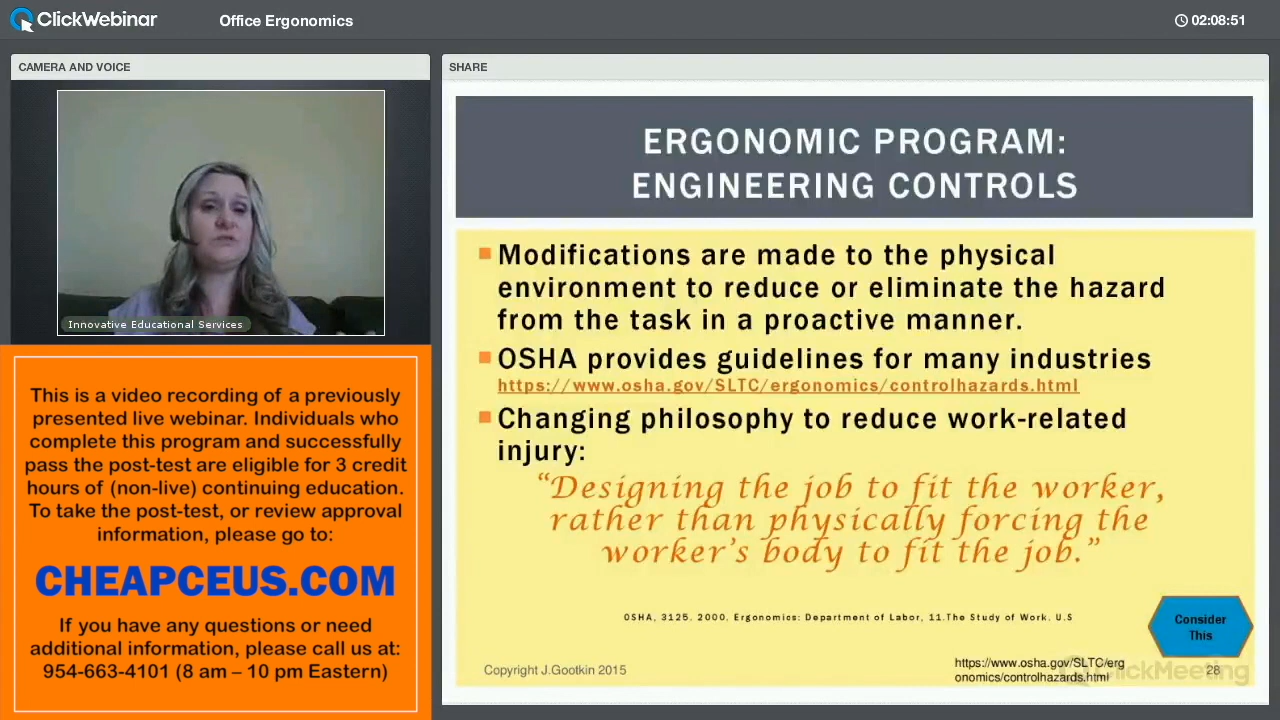 ClickWebinar
Office Ergonomics
02:08:51
CAMERA AND VOICE
Innovative Educational Services
This is a video recording of a previously
presented live webinar. Individuals who
complete this program and successfully
pass the post-test are eligible for 3 credit
hours of (non-live) continuing education.
To take the post-test, or review approval
information, please go to:
CHEAPCEUS.COM
If you have any questions or need
additional information, please call us at:
954-663-4101 (8 am – 10 pm Eastern)
SHARE
ERGONOMIC PROGRAM:
ENGINEERING CONTROLS
Modifications are made to the physical
environment to reduce or eliminate the hazard
from the task in a proactive manner.
OSHA provides guidelines for many industries
https://www.osha.gov/SLTC/ergonomics/controlhazards.html
Changing philosophy to reduce work-related
injury:
“Designing the job to fit the worker,
rather than physically forcing the
worker’s body to fit the job.”
OSHA, 3125. 2000. Ergonomics: Department of Labor, 11.The Study of Work. U.S
Consider
This
Copyright J.Gootkin 2015
https://www.osha.gov/SLTC/erg
onomics/controlhazards.html
28
ClickMeeting